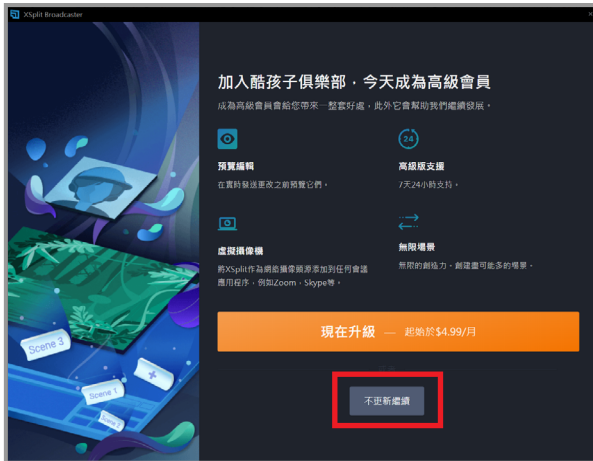 XSplit Broadcaster
加入酷孩子俱樂部，今天成為高級會員
成為高級會員會給您帶來一整套好處，此外它會幫助我們繼續發展。
24
預覽編輯
高級版支援
在實時發送更改之前預覽它們。
7天24小時支持。
虛擬攝像機
無限場景
將XSplit作為網絡攝像頭源添加到任何會議
應用程序，例如Zoom，Skype等。
無限的創造力，創建盡可能多的場景。
現在升級 — 起始於$4.99/月
不更新繼續
Scene 3
Scene 1